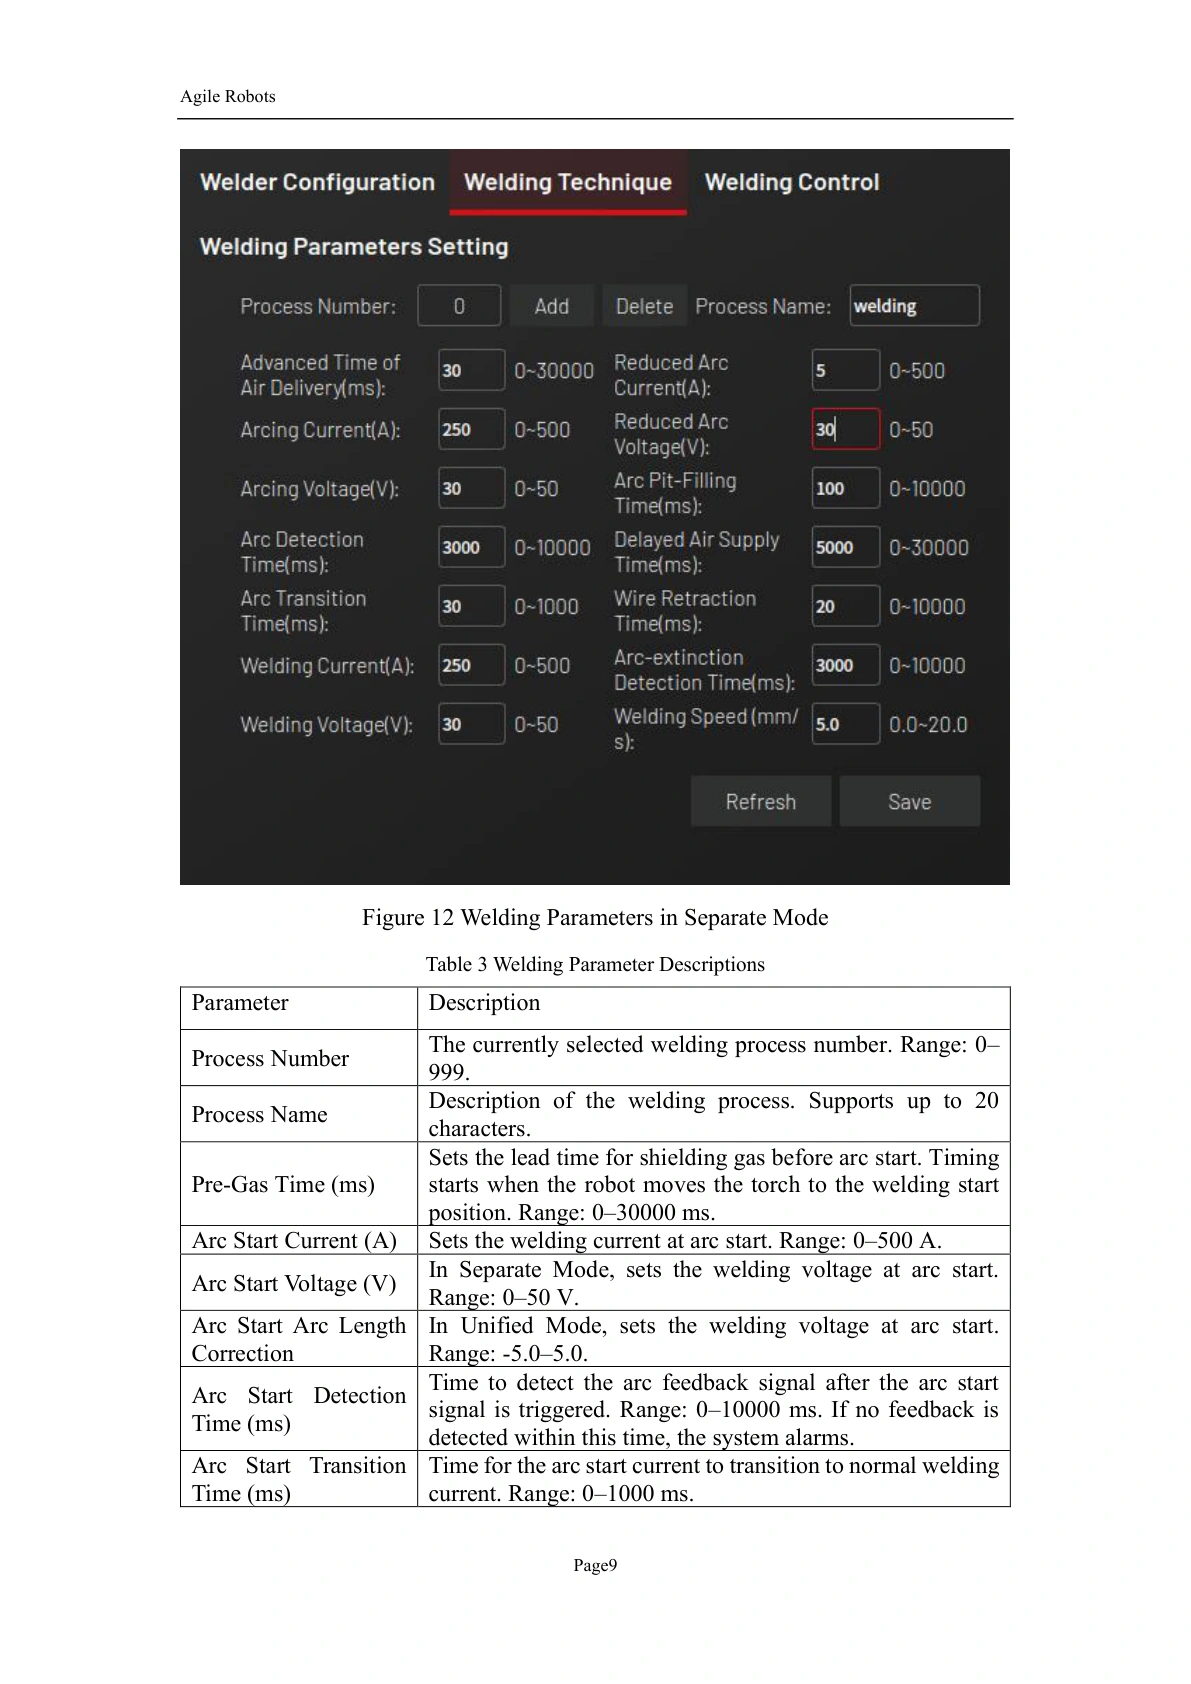 Agile Robots
Welder Configuration Welding Technique Welding Control
Welding Parameters Setting
Process Number: 0 Add Delete Process Name: welding
Advanced Time of
Air Delivery(ms): 30 0~30000
Reduced Arc
Current(A): 5 0~500
Arcing Current(A): 250 0~500
Reduced Arc
Voltage(V): 30 0~50
Arcing Voltage(V): 30 0~50
Arc Pit-Filling
Time(ms): 100 0~10000
Arc Detection
Time(ms): 3000 0~10000
Delayed Air Supply
Time(ms): 5000 0~30000
Arc Transition
Time(ms): 30 0~1000
Wire Retraction
Time(ms): 20 0~10000
Welding Current(A): 250 0~500
Arc-extinction
Detection Time(ms): 3000 0~10000
Welding Voltage(V): 30 0~50
Welding Speed (mm/
s): 5.0 0.0~20.0
Refresh Save
Figure 12 Welding Parameters in Separate Mode
Table 3 Welding Parameter Descriptions
Parameter Description
Process Number
The currently selected welding process number. Range: 0–
999.
Process Name
Description of the welding process. Supports up to 20
characters.
Pre-Gas Time (ms)
Sets the lead time for shielding gas before arc start. Timing
starts when the robot moves the torch to the welding start
position. Range: 0–30000 ms.
Arc Start Current (A) Sets the welding current at arc start. Range: 0–500 A.
Arc Start Voltage (V)
In Separate Mode, sets the welding voltage at arc start.
Range: 0–50 V.
Arc Start Arc Length
Correction
In Unified Mode, sets the welding voltage at arc start.
Range: -5.0–5.0.
Arc Start Detection
Time (ms)
Time to detect the arc feedback signal after the arc start
signal is triggered. Range: 0–10000 ms. If no feedback is
detected within this time, the system alarms.
Arc Start Transition
Time (ms)
Time for the arc start current to transition to normal welding
current. Range: 0–1000 ms.
Page9